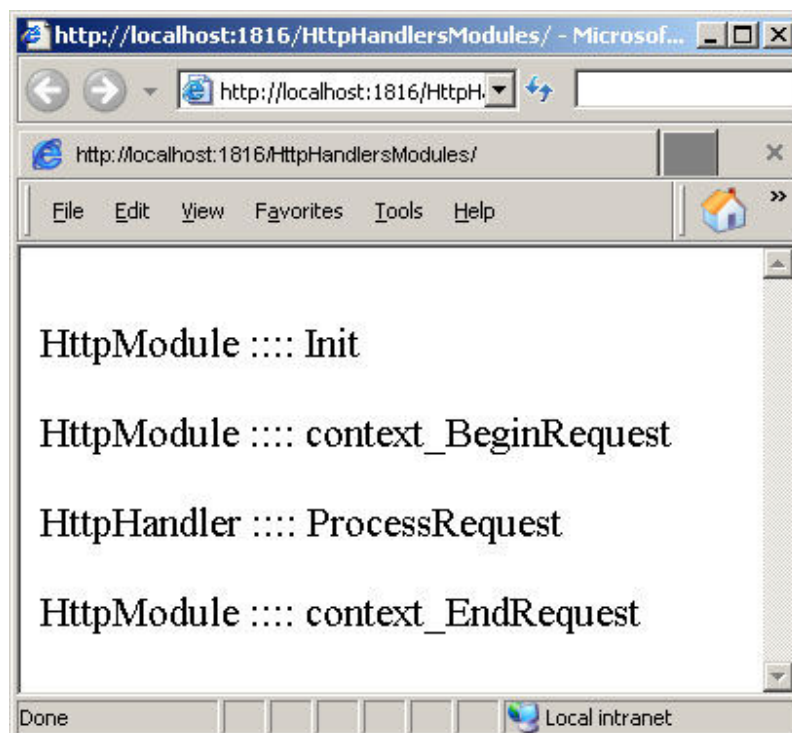 http://localhost:1816/HttpHandlersModules/ - Microsof...
http://localhost:1816/HttpH
http://localhost:1816/HttpHandlersModules/
File Edit View Favorites Tools Help
HttpModule :::: Init
HttpModule :::: context_BeginRequest
HttpHandler :::: ProcessRequest
HttpModule :::: context_EndRequest
Done Local intranet